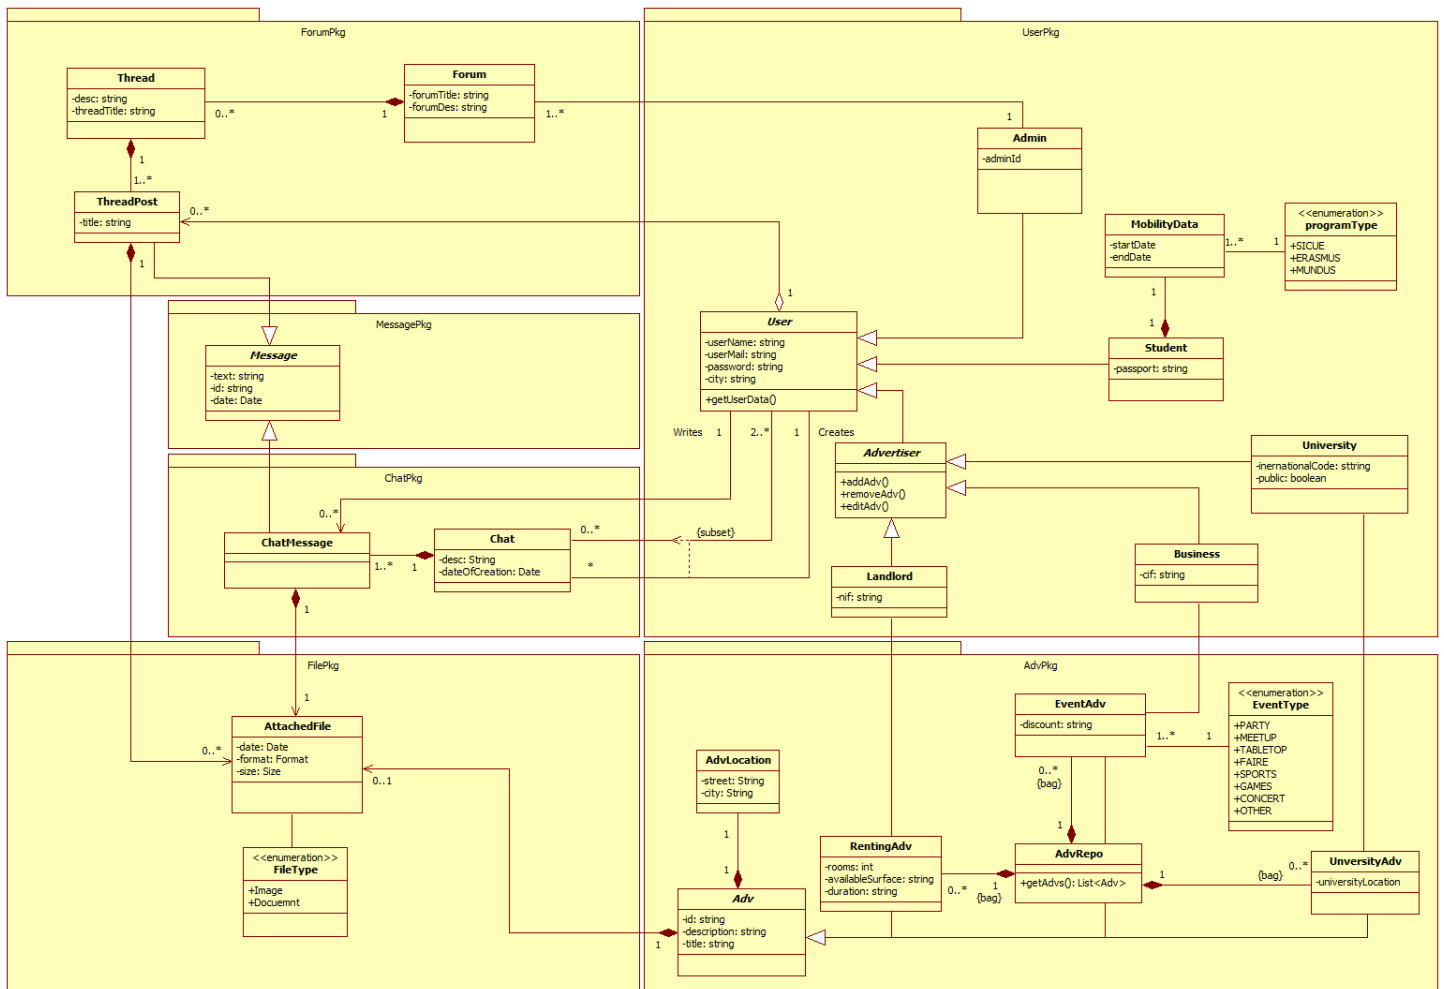 ForumPkg
Thread
-desc: string
-threadTitle: string
0..*
1
Forum
-forumTitle: string
-forumDes: string
1..*
1
1..*
ThreadPost
-title: string
0..*
1
UserPkg
1
Admin
-adminId
MobilityData
-startDate
-endDate
1..*
1
<<enumeration>>
programType
+SICUE
+ERASMUS
+MUNDUS
1
1
Student
-passport: string
1
User
-userName: string
-userMail: string
-password: string
-city: string
+getUserData()
Writes
1
2..*
1
Creates
Advertiser
+addAdv()
+removeAdv()
+editAdv()
University
-inernationalCode: sttring
-public: boolean
Business
-cif: string
Landlord
-nif: string
MessagePkg
Message
-text: string
-id: string
-date: Date
ChatPkg
0..*
ChatMessage
1..*
1
Chat
-desc: String
-dateOfCreation: Date
0..*
{subset}
*
1
FilePkg
1
AttachedFile
-date: Date
-format: Format
-size: Size
0..*
0..1
<<enumeration>>
FileType
+Image
+Docuemnt
AdvPkg
EventAdv
-discount: string
1..*
1
<<enumeration>>
EventType
+PARTY
+MEETUP
+TABLETOP
+FAIRE
+SPORTS
+GAMES
+CONCERT
+OTHER
AdvLocation
-street: String
-city: String
1
1
0..*
{bag}
1
RentingAdv
-rooms: int
-availableSurface: string
-duration: string
0..*
1
{bag}
AdvRepo
+getAdvs(): List<Adv>
1
{bag}
0..*
UnversityAdv
-universityLocation
Adv
-id: string
-description: string
-title: string
1